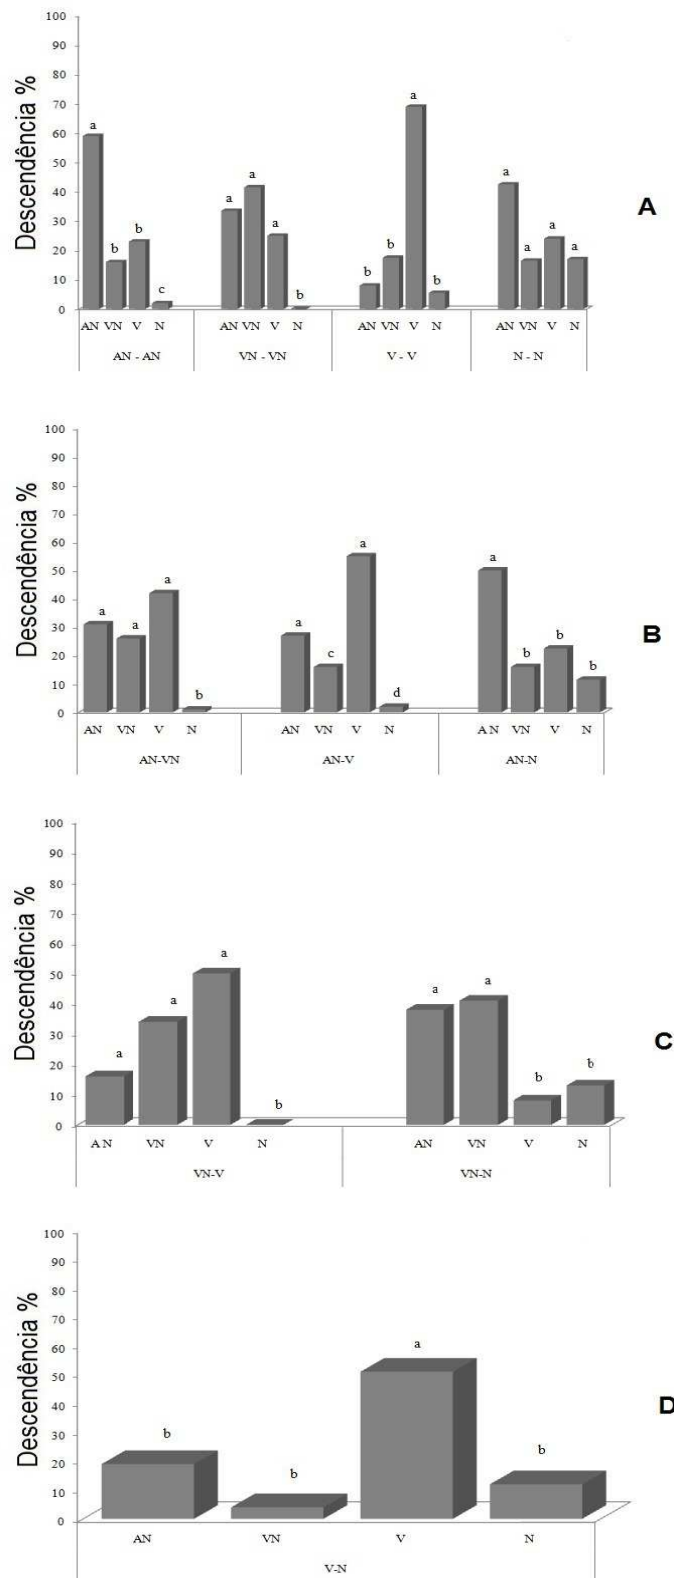 100
90
80
70
60
50
40
30
20
10
0
Descendência %
a b b c a a a b b b a b a a a a
AN VN V N AN VN V N AN VN V N AN VN V N
AN - AN VN - VN V - V N - N
A
100
90
80
70
60
50
40
30
20
10
0
Descendência %
a a a b a c a d a b b b
AN VN V N AN VN V N A N VN V N
AN-VN AN-V AN-N
B
100
90
80
70
60
50
40
30
20
10
0
Descendência %
a a a b a a b b
A N VN V N AN VN V N
VN-V VN-N
C
100
90
80
70
60
50
40
30
20
10
0
Descendência %
b b a b
AN VN V N
V-N
D